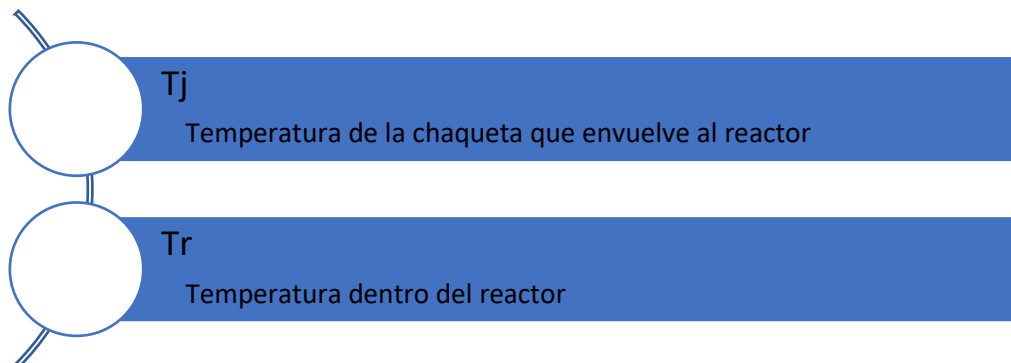 Tj
Temperatura de la chaqueta que envuelve al reactor
Tr
Temperatura dentro del reactor